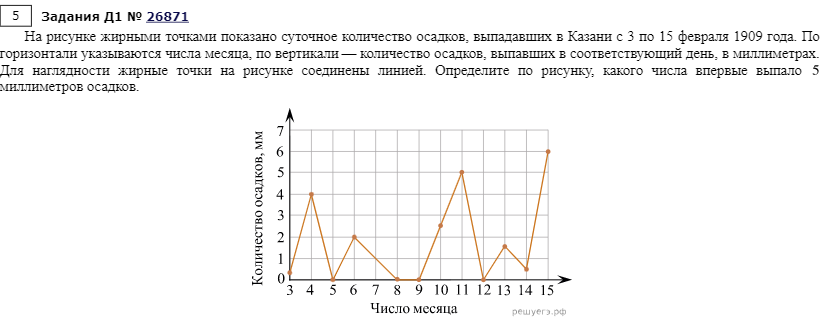 5 Задания Д1 № 26871
На рисунке жирными точками показано суточное количество осадков, выпадавших в Казани с 3 по 15 февраля 1909 года. По
горизонтали указываются числа месяца, по вертикали — количество осадков, выпавших в соответствующий день, в миллиметрах.
Для наглядности жирные точки на рисунке соединены линией. Определите по рисунку, какого числа впервые выпало 5
миллиметров осадков.
Количество осадков, мм
7
6
5
4
3
2
1
0
3 4 5 6 7 8 9 10 11 12 13 14 15
Число месяца
решуегэ.рф